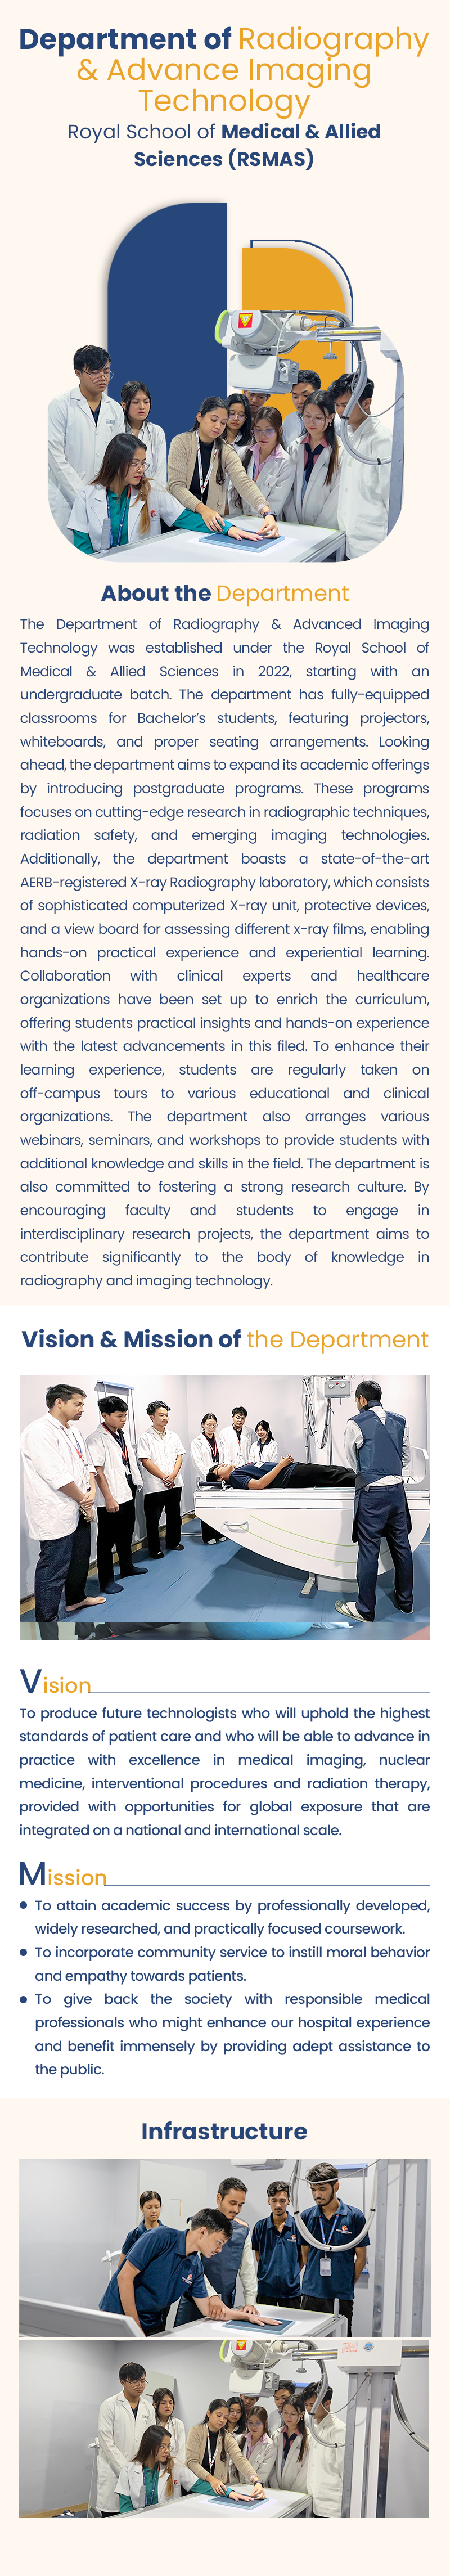 Department of Radiography
& Advance Imaging
Technology
Royal School of Medical & Allied
Sciences (RSMAS)
About the Department
The Department of Radiography & Advanced Imaging
Technology was established under the Royal School of
Medical & Allied Sciences in 2022, starting with an
undergraduate batch. The department has fully-equipped
classrooms for Bachelor's students, featuring projectors,
whiteboards, and proper seating arrangements. Looking
ahead, the department aims to expand its academic offerings
by introducing postgraduate programs. These programs
focuses on cutting-edge research in radiographic techniques,
radiation safety, and emerging imaging technologies.
Additionally, the department boasts a state-of-the-art
AERB-registered X-ray Radiography laboratory, which consists
of sophisticated computerized X-ray unit, protective devices,
and a view board for assessing different x-ray films, enabling
hands-on practical experience and experiential learning.
Collaboration with clinical experts and healthcare
organizations have been set up to enrich the curriculum,
offering students practical insights and hands-on experience
with the latest advancements in this filed. To enhance their
learning experience, students are regularly taken on
off-campus tours to various educational and clinical
organizations. The department also arranges various
webinars, seminars, and workshops to provide students with
additional knowledge and skills in the field. The department is
also committed to fostering a strong research culture. By
encouraging faculty and students to engage in
interdisciplinary research projects, the department aims to
contribute significantly to the body of knowledge in
radiography and imaging technology.
Vision & Mission of the Department
Vision
To produce future technologists who will uphold the highest
standards of patient care and who will be able to advance in
practice with excellence in medical imaging, nuclear
medicine, interventional procedures and radiation therapy,
provided with opportunities for global exposure that are
integrated on a national and international scale.
Mission
● To attain academic success by professionally developed,
widely researched, and practically focused coursework.
● To incorporate community service to instill moral behavior
and empathy towards patients.
● To give back the society with responsible medical
professionals who might enhance our hospital experience
and benefit immensely by providing adept assistance to
the public.
Infrastructure